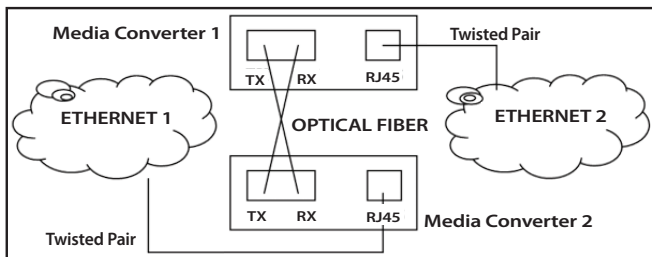 Media Converter 1
Twisted Pair
TX RX RJ45
ETHERNET 1
OPTICAL FIBER
ETHERNET 2
TX RX RJ45
Media Converter 2
Twisted Pair